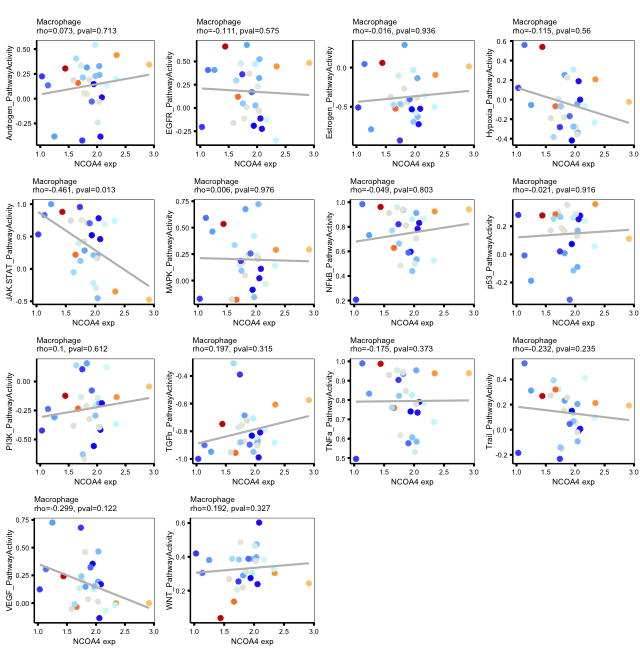 Macrophage
rho=0.073, pval=0.713
Androgen_PathwayActivity
0.50
0.25
0.00
-0.25
1.0 1.5 2.0 2.5 3.0
NCOA4 exp
Macrophage
rho=-0.111, pval=0.575
EGFR_PathwayActivity
0.50
0.25
0.00
-0.25
1.0 1.5 2.0 2.5 3.0
NCOA4 exp
Macrophage
rho=-0.016, pval=0.936
Estrogen_PathwayActivity
0.0
-0.5
1.0 1.5 2.0 2.5 3.0
NCOA4 exp
Macrophage
rho=-0.115, pval=0.56
Hypoxia_PathwayActivity
0.6
0.4
0.2
0.0
-0.2
-0.4
1.0 1.5 2.0 2.5 3.0
NCOA4 exp
Macrophage
rho=-0.461, pval=0.013
JAK.STAT_PathwayActivity
1.0
0.5
0.0
-0.5
1.0 1.5 2.0 2.5 3.0
NCOA4 exp
Macrophage
rho=0.006, pval=0.976
MAPK_PathwayActivity
0.75
0.50
0.25
0.00
1.0 1.5 2.0 2.5 3.0
NCOA4 exp
Macrophage
rho=-0.049, pval=0.803
NFkB_PathwayActivity
1.0
0.8
0.6
0.4
0.2
1.0 1.5 2.0 2.5 3.0
NCOA4 exp
Macrophage
rho=-0.021, pval=0.916
p53_PathwayActivity
0.2
0.0
-0.2
1.0 1.5 2.0 2.5 3.0
NCOA4 exp
Macrophage
rho=0.1, pval=0.612
PI3K_PathwayActivity
0.00
-0.25
-0.50
1.0 1.5 2.0 2.5 3.0
NCOA4 exp
Macrophage
rho=0.197, pval=0.315
TGFb_PathwayActivity
-0.4
-0.6
-0.8
-1.0
1.0 1.5 2.0 2.5 3.0
NCOA4 exp
Macrophage
rho=-0.175, pval=0.373
TNFa_PathwayActivity
1.0
0.9
0.8
0.7
0.6
0.5
1.0 1.5 2.0 2.5 3.0
NCOA4 exp
Macrophage
rho=-0.232, pval=0.235
Trail_PathwayActivity
0.4
0.2
0.0
-0.2
1.0 1.5 2.0 2.5 3.0
NCOA4 exp
Macrophage
rho=-0.299, pval=0.122
VEGF_PathwayActivity
0.75
0.50
0.25
0.00
1.0 1.5 2.0 2.5 3.0
NCOA4 exp
Macrophage
rho=0.192, pval=0.327
WNT_PathwayActivity
0.6
0.4
0.2
1.0 1.5 2.0 2.5 3.0
NCOA4 exp